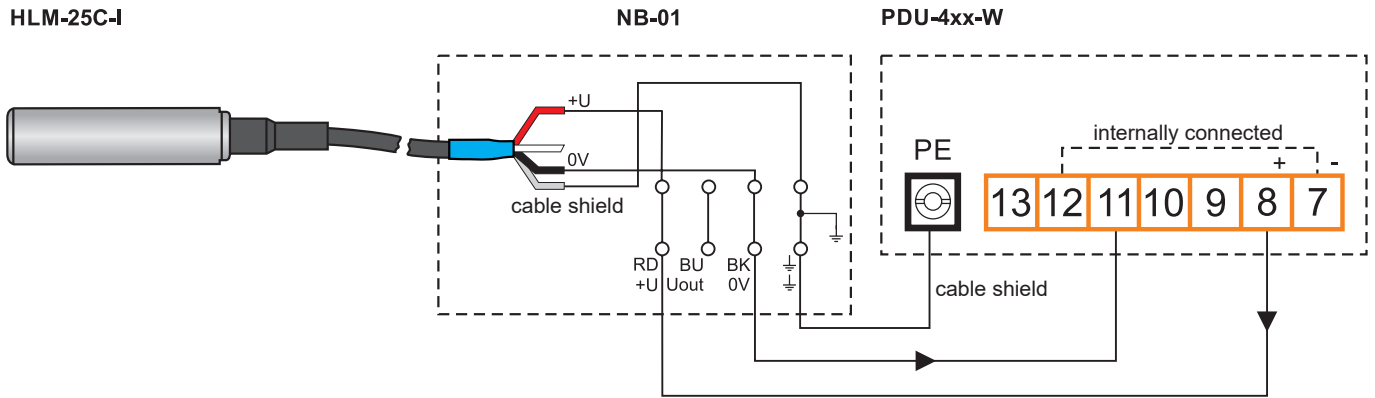 HLM-25C-I
NB-01
PDU-4xx-W
+U
0V
cable shield
RD BU BK
+U Uout 0V
PE
internally connected
+ -
13 12 11 10 9 8 7
cable shield